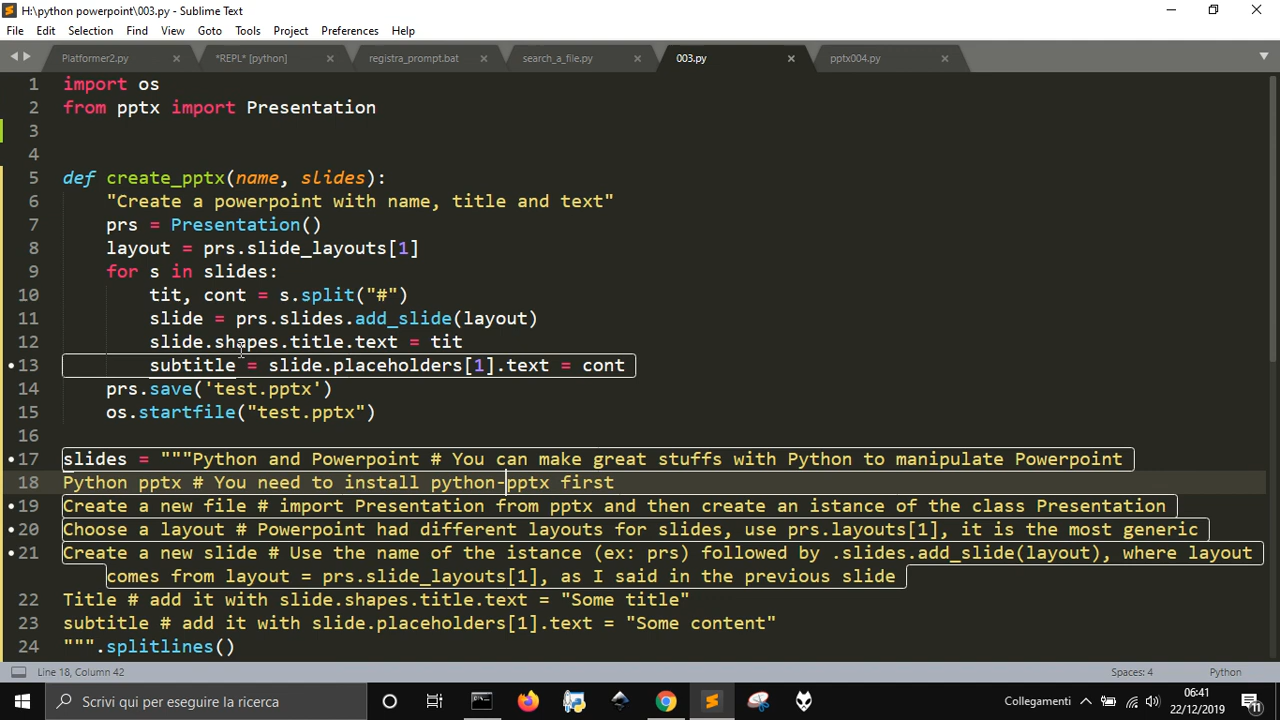 H:\python powerpoint\003.py - Sublime Text
File Edit Selection Find View Goto Tools Project Preferences Help
Platformer2.py *REPL* [python] registra_prompt.bat search_a_file.py 003.py pptx004.py
1 import os
2 from pptx import Presentation
3
4
5 def create_pptx(name, slides):
6 "Create a powerpoint with name, title and text"
7 prs = Presentation()
8 layout = prs.slide_layouts[1]
9 for s in slides:
10 tit, cont = s.split("#")
11 slide = prs.slides.add_slide(layout)
12 slide.shapes.title.text = tit
13 subtitle = slide.placeholders[1].text = cont
14 prs.save('test.pptx')
15 os.startfile("test.pptx")
16
17 slides = """Python and Powerpoint # You can make great stuffs with Python to manipulate Powerpoint
18 Python pptx # You need to install python-pptx first
19 Create a new file # import Presentation from pptx and then create an istance of the class Presentation
20 Choose a layout # Powerpoint had different layouts for slides, use prs.layouts[1], it is the most generic
21 Create a new slide # Use the name of the istance (ex: prs) followed by .slides.add_slide(layout), where layout
comes from layout = prs.slide_layouts[1], as I said in the previous slide
22 Title # add it with slide.shapes.title.text = "Some title"
23 subtitle # add it with slide.placeholders[1].text = "Some content"
24 """.splitlines()
Line 18, Column 42 Spaces: 4 Python
Scrivi qui per eseguire la ricerca Collegamenti 06:41
22/12/2019 11